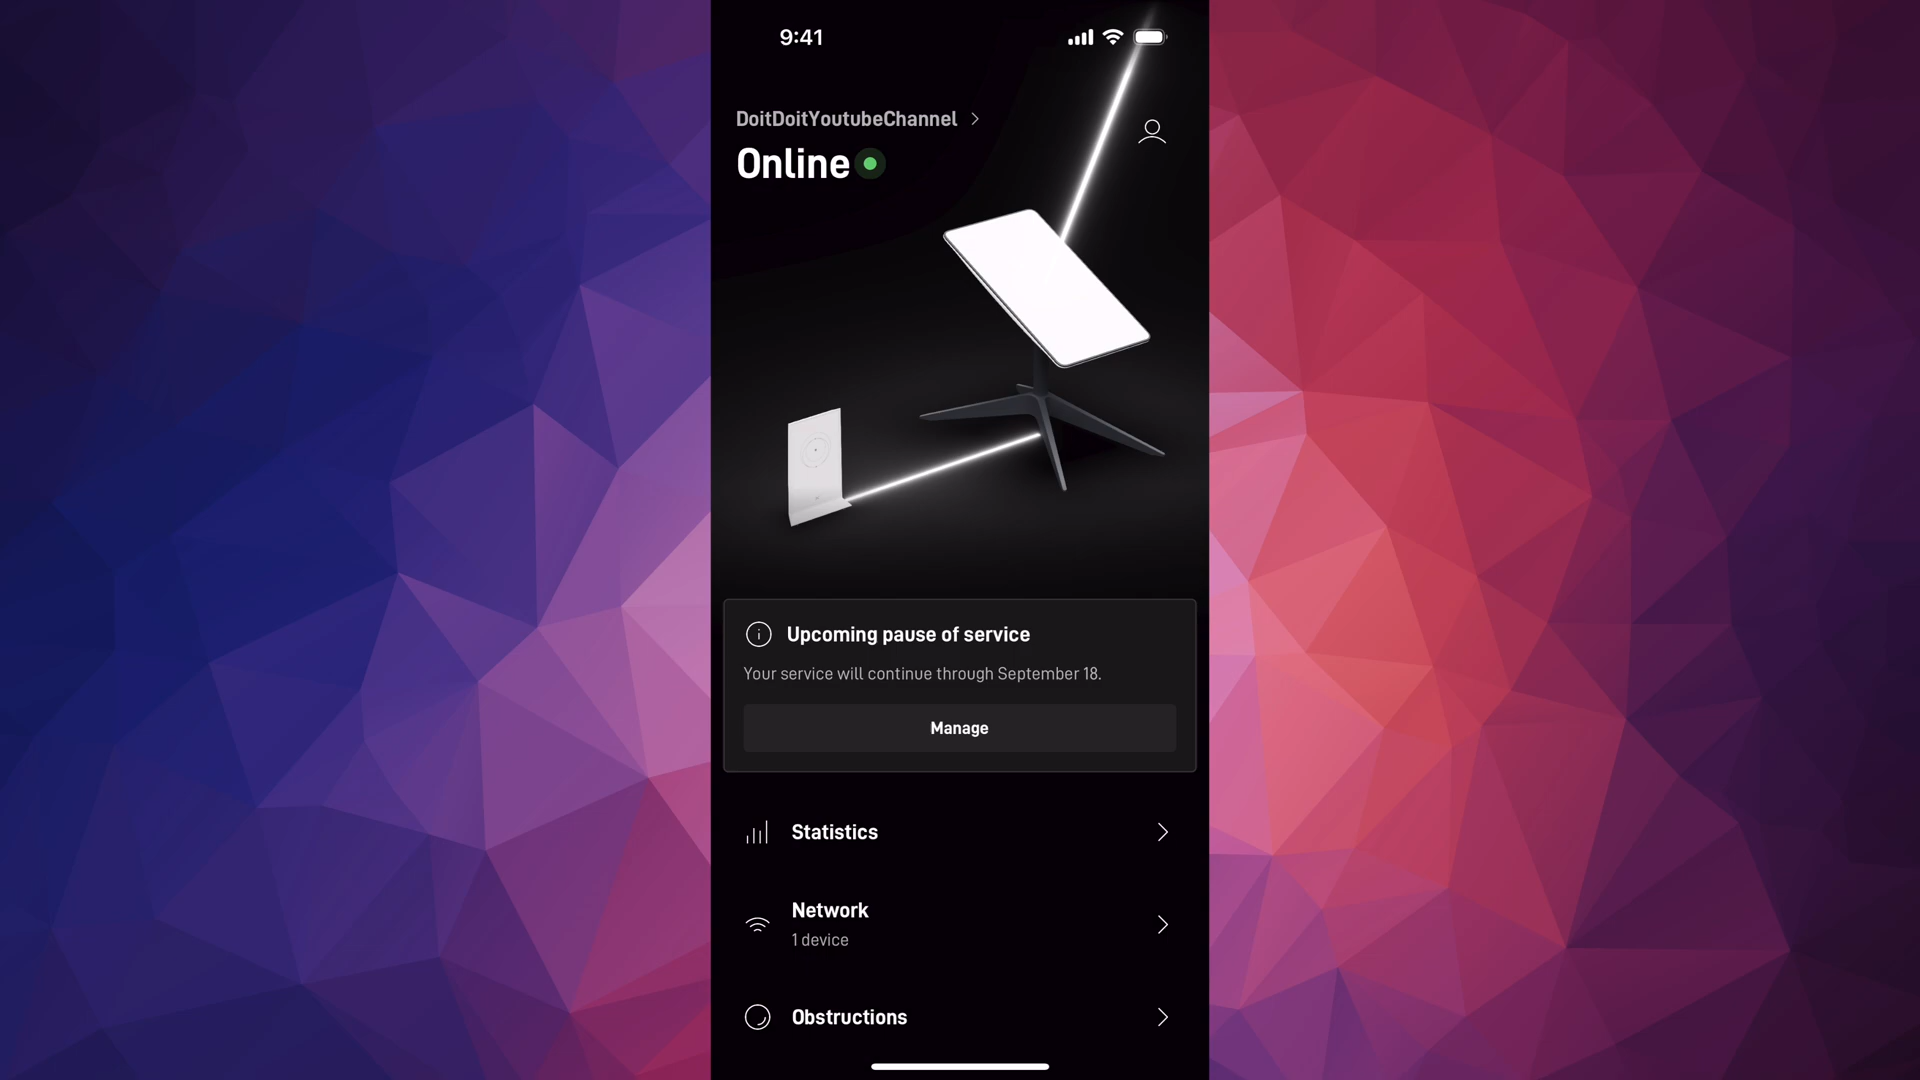 9:41
DoitDoitYoutubeChannel
Online
Upcoming pause of service
Your service will continue through September 18.
Manage
Statistics
Network
1 device
Obstructions